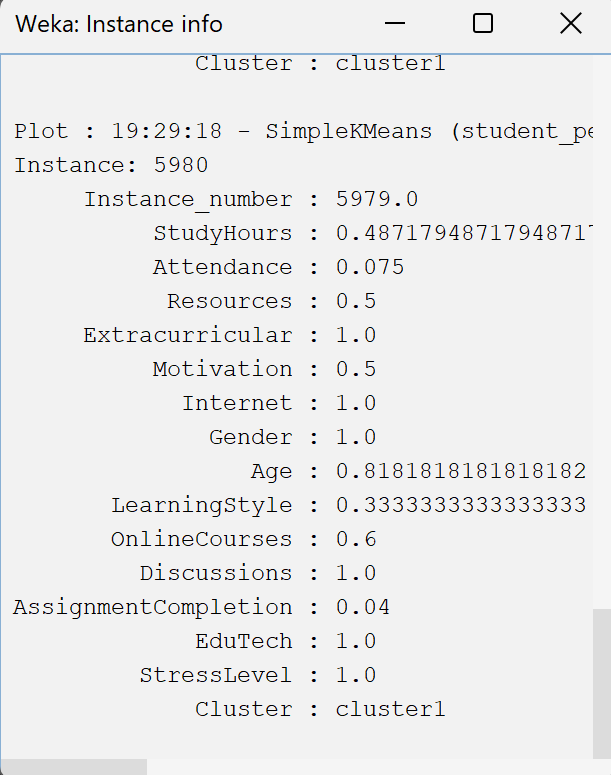 Weka: Instance info
Cluster : cluster1
Plot : 19:29:18 - SimpleKMeans (student_pe
Instance: 5980
Instance_number : 5979.0
StudyHours : 0.48717948717948717
Attendance : 0.075
Resources : 0.5
Extracurricular : 1.0
Motivation : 0.5
Internet : 1.0
Gender : 1.0
Age : 0.8181818181818182
LearningStyle : 0.3333333333333333
OnlineCourses : 0.6
Discussions : 1.0
AssignmentCompletion : 0.04
EduTech : 1.0
StressLevel : 1.0
Cluster : cluster1